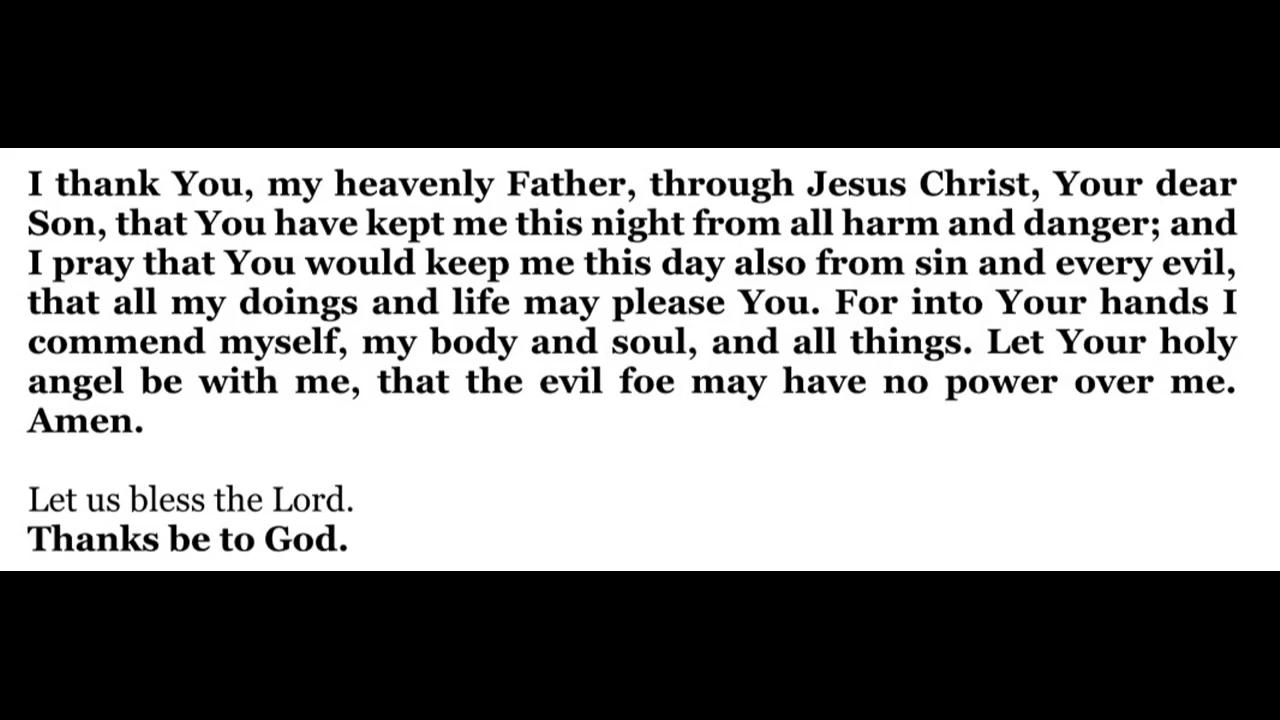 I thank You, my heavenly Father, through Jesus Christ, Your dear
Son, that You have kept me this night from all harm and danger; and
I pray that You would keep me this day also from sin and every evil,
that all my doings and life may please You. For into Your hands I
commend myself, my body and soul, and all things. Let Your holy
angel be with me, that the evil foe may have no power over me.
Amen.
Let us bless the Lord.
Thanks be to God.